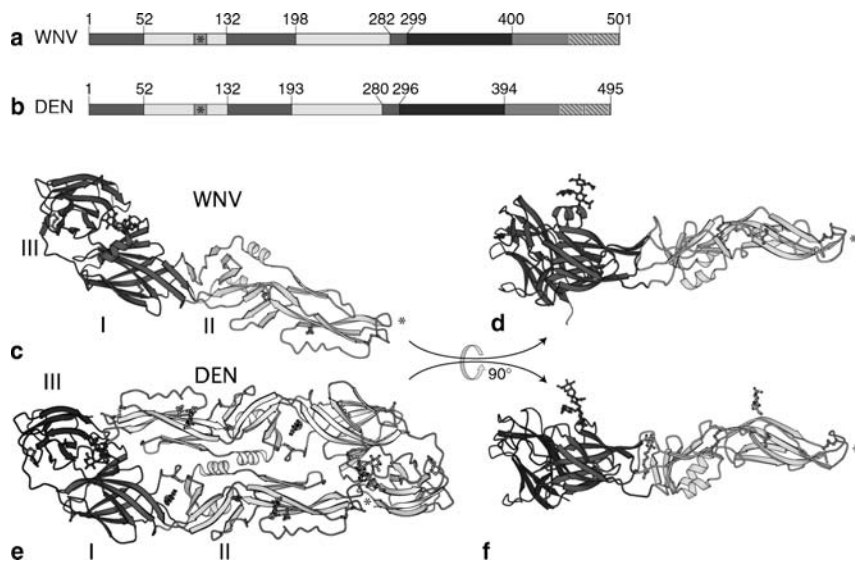 1 52 132 198 282 299 400 501
a WNV *
1 52 132 193 280 296 394 495
b DEN *
WNV
III
I II * *
c d
90°
III DEN
* *
I II
e f